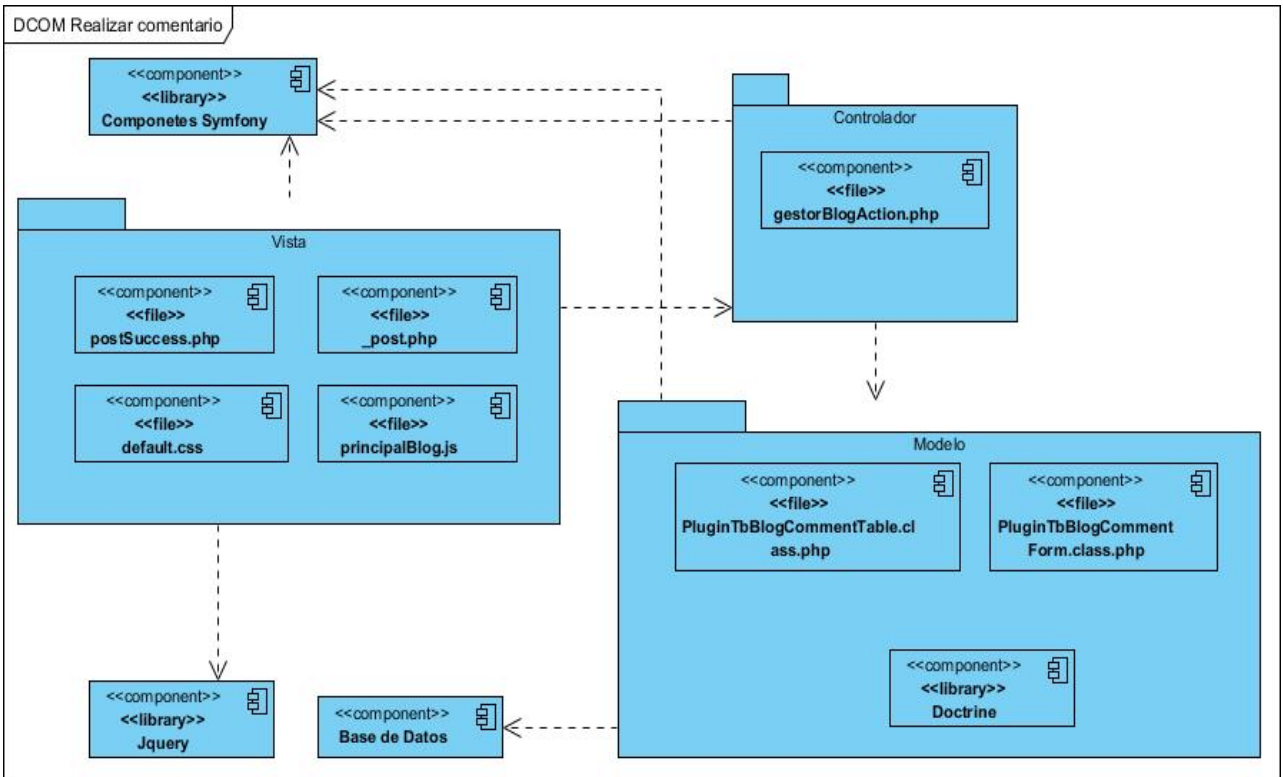 DCOM Realizar comentario
<<component>>
<<library>>
Componetes Symfony
Controlador
<<component>>
<<file>>
gestorBlogAction.php
Vista
<<component>>
<<file>>
postSuccess.php
<<component>>
<<file>>
_post.php
<<component>>
<<file>>
default.css
<<component>>
<<file>>
principalBlog.js
Modelo
<<component>>
<<file>>
PluginTbBlogCommentTable.cl
ass.php
<<component>>
<<file>>
PluginTbBlogComment
Form.class.php
<<component>>
<<library>>
Doctrine
<<component>>
<<library>>
Jquery
<<component>>
Base de Datos